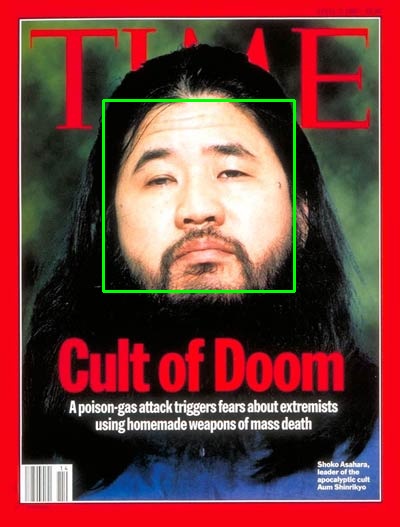 TIME
Cult of Doom
A poison-gas attack triggers fears about extremists
using homemade weapons of mass death
Shoko Asahara,
leader of the
apocalyptic cult
Aum Shinrikyo
14